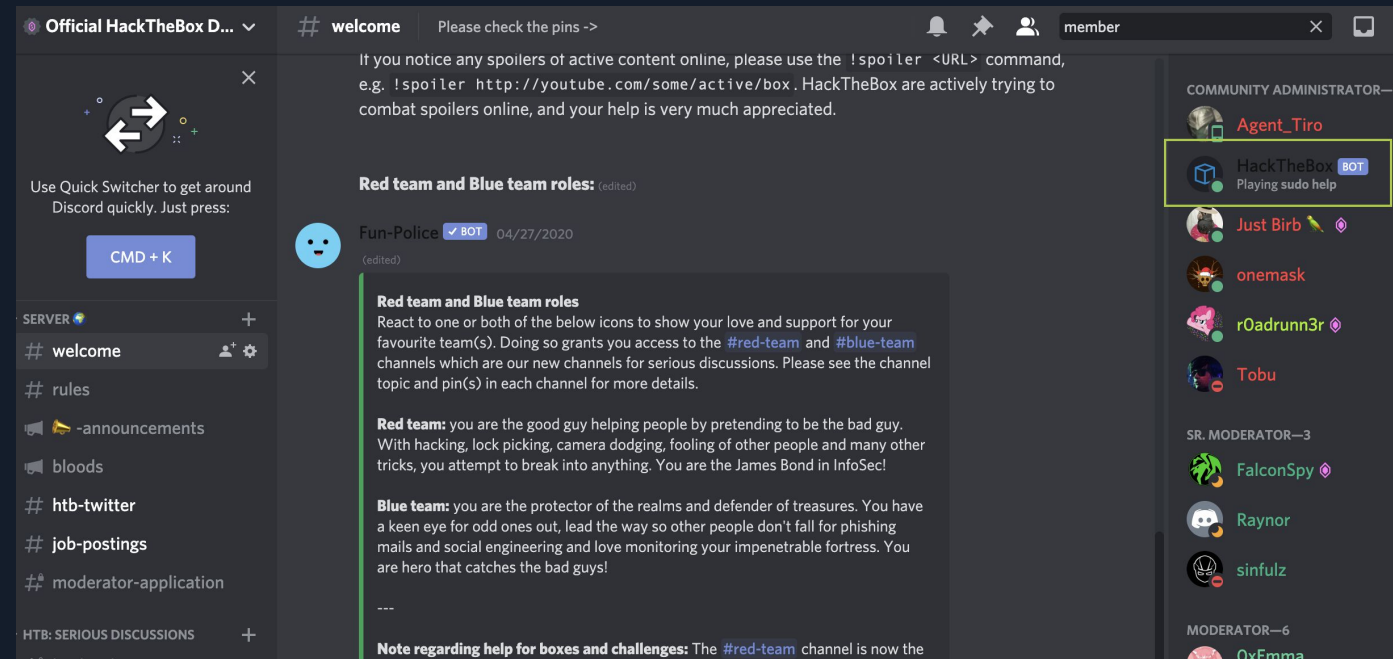 Official HackTheBox D...
welcome
Please check the pins ->
member
Use Quick Switcher to get around
Discord quickly. Just press:
CMD + K
SERVER
welcome
rules
-announcements
bloods
htb-twitter
job-postings
moderator-application
HTB: SERIOUS DISCUSSIONS
If you notice any spoilers of active content online, please use the !spoiler <URL> command,
e.g. !spoiler http://youtube.com/some/active/box. HackTheBox are actively trying to
combat spoilers online, and your help is very much appreciated.
Red team and Blue team roles: (edited)
Fun-Police ✓ BOT 04/27/2020
(edited)
Red team and Blue team roles
React to one or both of the below icons to show your love and support for your
favourite team(s). Doing so grants you access to the #red-team and #blue-team
channels which are our new channels for serious discussions. Please see the channel
topic and pin(s) in each channel for more details.
Red team: you are the good guy helping people by pretending to be the bad guy.
With hacking, lock picking, camera dodging, fooling of other people and many other
tricks, you attempt to break into anything. You are the James Bond in InfoSec!
Blue team: you are the protector of the realms and defender of treasures. You have
a keen eye for odd ones out, lead the way so other people don't fall for phishing
mails and social engineering and love monitoring your impenetrable fortress. You
are hero that catches the bad guys!
---
Note regarding help for boxes and challenges: The #red-team channel is now the
COMMUNITY ADMINISTRATOR—
Agent_Tiro
HackTheBox BOT
Playing sudo help
Just Birb
onemask
r0adrunn3r
Tobu
SR. MODERATOR—3
FalconSpy
Raynor
sinfulz
MODERATOR—6
0xEmma